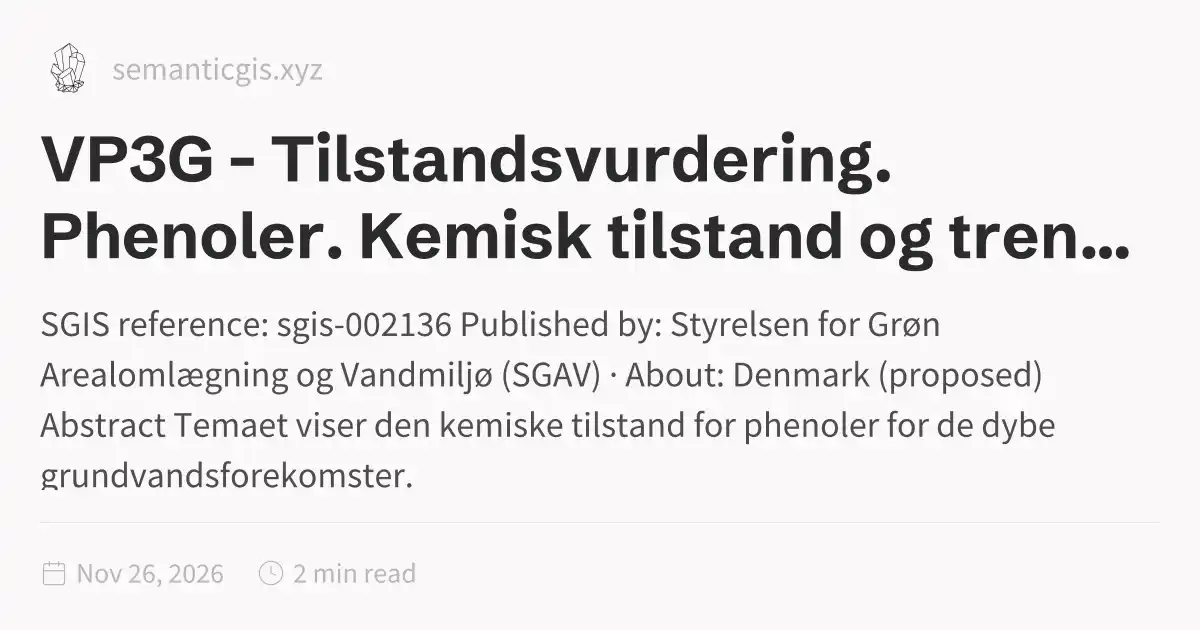 semanticgis.xyz
VP3G - Tilstandsvurdering.
Phenoler. Kemisk tilstand og tren...
SGIS reference: sgis-002136 Published by: Styrelsen for Grøn
Arealomlægning og Vandmiljø (SGAV) · About: Denmark (proposed)
Abstract Temaet viser den kemiske tilstand for phenoler for de dybe
grundvandsforekomster.
Nov 26, 2026 2 min read